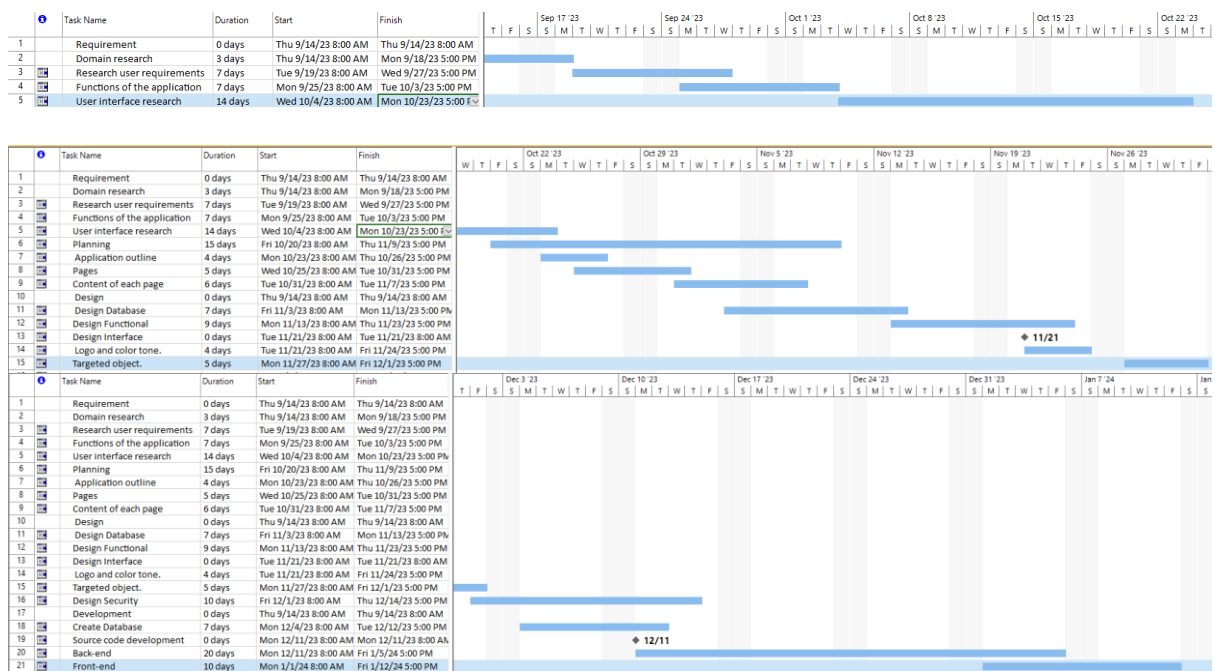 Task Name Duration Start Finish
Sep 17 '23 Sep 24 '23 Oct 1 '23 Oct 8 '23 Oct 15 '23 Oct 22 '23
T F S S M T W T F S S M T W T F S S M T W T F S S M T W T F S S M T W T F S S M T
1 Requirement 0 days Thu 9/14/23 8:00 AM Thu 9/14/23 8:00 AM
2 Domain research 3 days Thu 9/14/23 8:00 AM Mon 9/18/23 5:00 PM
3 Research user requirements 7 days Tue 9/19/23 8:00 AM Wed 9/27/23 5:00 PM
4 Functions of the application 7 days Mon 9/25/23 8:00 AM Tue 10/3/23 5:00 PM
5 User interface research 14 days Wed 10/4/23 8:00 AM Mon 10/23/23 5:00
Task Name Duration Start Finish
Oct 22 '23 Oct 29 '23 Nov 5 '23 Nov 12 '23 Nov 19 '23 Nov 26 '23
W T F S S M T W T F S S M T W T F S S M T W T F S S M T W T F S S M T W T F S S M T W T F
1 Requirement 0 days Thu 9/14/23 8:00 AM Thu 9/14/23 8:00 AM
2 Domain research 3 days Thu 9/14/23 8:00 AM Mon 9/18/23 5:00 PM
3 Research user requirements 7 days Tue 9/19/23 8:00 AM Wed 9/27/23 5:00 PM
4 Functions of the application 7 days Mon 9/25/23 8:00 AM Tue 10/3/23 5:00 PM
5 User interface research 14 days Wed 10/4/23 8:00 AM Mon 10/23/23 5:00
6 Planning 15 days Fri 10/20/23 8:00 AM Thu 11/9/23 5:00 PM
7 Application outline 4 days Mon 10/23/23 8:00 AM Thu 10/26/23 5:00 PM
8 Pages 5 days Wed 10/25/23 8:00 AM Tue 10/31/23 5:00 PM
9 Content of each page 6 days Tue 10/31/23 8:00 AM Tue 11/7/23 5:00 PM
10 Design 0 days Thu 9/14/23 8:00 AM Thu 9/14/23 8:00 AM
11 Design Database 7 days Fri 11/3/23 8:00 AM Mon 11/13/23 5:00 PM
12 Design Functional 9 days Mon 11/13/23 8:00 AM Thu 11/23/23 5:00 PM
13 Design Interface 0 days Tue 11/21/23 8:00 AM Tue 11/21/23 8:00 AM 11/21
14 Logo and color tone. 4 days Tue 11/21/23 8:00 AM Fri 11/24/23 5:00 PM
15 Targeted object. 5 days Mon 11/27/23 8:00 AM Fri 12/1/23 5:00 PM
Task Name Duration Start Finish
Dec 3 '23 Dec 10 '23 Dec 17 '23 Dec 24 '23 Dec 31 '23 Jan 7 '24 Jan
T F S S M T W T F S S M T W T F S S M T W T F S S M T W T F S S M T W T F S S M T W T F S S
1 Requirement 0 days Thu 9/14/23 8:00 AM Thu 9/14/23 8:00 AM
2 Domain research 3 days Thu 9/14/23 8:00 AM Mon 9/18/23 5:00 PM
3 Research user requirements 7 days Tue 9/19/23 8:00 AM Wed 9/27/23 5:00 PM
4 Functions of the application 7 days Mon 9/25/23 8:00 AM Tue 10/3/23 5:00 PM
5 User interface research 14 days Wed 10/4/23 8:00 AM Mon 10/23/23 5:00 PM
6 Planning 15 days Fri 10/20/23 8:00 AM Thu 11/9/23 5:00 PM
7 Application outline 4 days Mon 10/23/23 8:00 AM Thu 10/26/23 5:00 PM
8 Pages 5 days Wed 10/25/23 8:00 AM Tue 10/31/23 5:00 PM
9 Content of each page 6 days Tue 10/31/23 8:00 AM Tue 11/7/23 5:00 PM
10 Design 0 days Thu 9/14/23 8:00 AM Thu 9/14/23 8:00 AM
11 Design Database 7 days Fri 11/3/23 8:00 AM Mon 11/13/23 5:00 PM
12 Design Functional 9 days Mon 11/13/23 8:00 AM Thu 11/23/23 5:00 PM
13 Design Interface 0 days Tue 11/21/23 8:00 AM Tue 11/21/23 8:00 AM
14 Logo and color tone. 4 days Tue 11/21/23 8:00 AM Fri 11/24/23 5:00 PM
15 Targeted object. 5 days Mon 11/27/23 8:00 AM Fri 12/1/23 5:00 PM
16 Design Security 10 days Fri 12/1/23 8:00 AM Thu 12/14/23 5:00 PM
17 Development 0 days Thu 9/14/23 8:00 AM Thu 9/14/23 8:00 AM
18 Create Database 7 days Mon 12/4/23 8:00 AM Tue 12/12/23 5:00 PM
19 Source code development 0 days Mon 12/11/23 8:00 AM Mon 12/11/23 8:00 AM 12/11
20 Back-end 20 days Mon 12/11/23 8:00 AM Fri 1/5/24 5:00 PM
21 Front-end 10 days Mon 1/1/24 8:00 AM Fri 1/12/24 5:00 PM